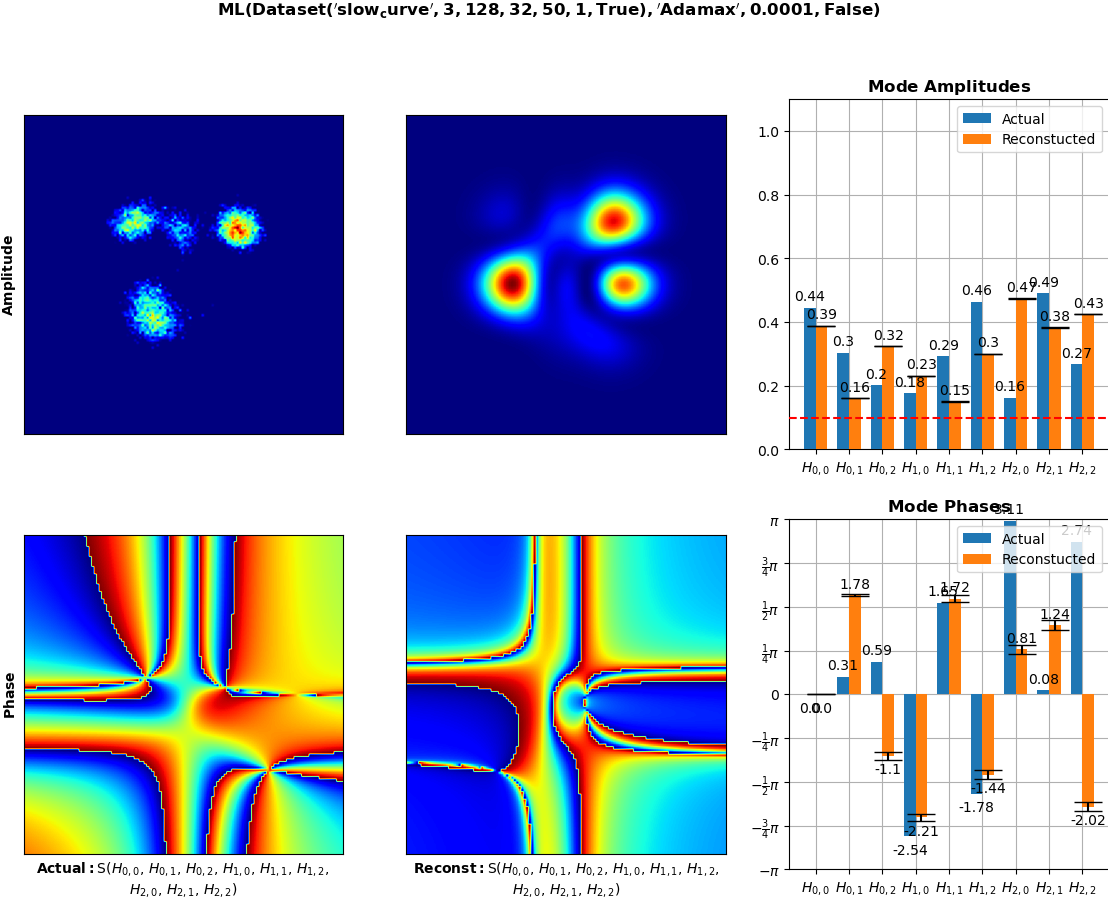 ML(Dataset('slow_curve', 3, 128, 32, 50, 1, True), 'Adamax', 0.0001, False)
Amplitude
Mode Amplitudes
Actual
Reconstucted
1.0
0.8
0.6
0.4
0.2
0.0
0.44
0.39
0.3
0.16
0.2
0.32
0.18
0.23
0.29
0.15
0.46
0.3
0.16
0.47
0.49
0.38
0.27
0.43
H0,0 H0,1 H0,2 H1,0 H1,1 H1,2 H2,0 H2,1 H2,2
Phase
Mode Phases
Actual
Reconstucted
π
3/4π
1/2π
1/4π
0
−1/4π
−1/2π
−3/4π
−π
0.0
0.0
0.31
1.78
0.59
-1.1
-2.54
-2.21
1.65
1.72
-1.78
-1.44
3.11
0.81
0.08
1.24
2.74
-2.02
H0,0 H0,1 H0,2 H1,0 H1,1 H1,2 H2,0 H2,1 H2,2
Actual: S(H0,0, H0,1, H0,2, H1,0, H1,1, H1,2,
H2,0, H2,1, H2,2)
Reconst: S(H0,0, H0,1, H0,2, H1,0, H1,1, H1,2,
H2,0, H2,1, H2,2)